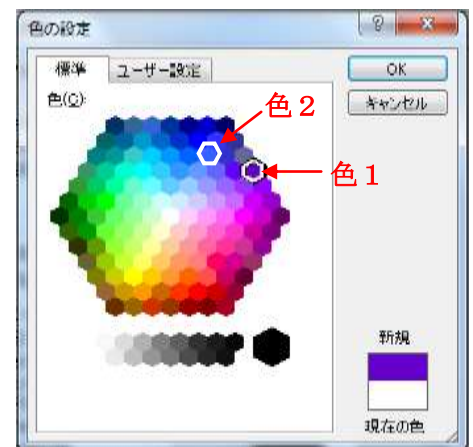 色の設定
標準 ユーザー設定
OK
キャンセル
色(C):
色2
色1
新規
現在の色